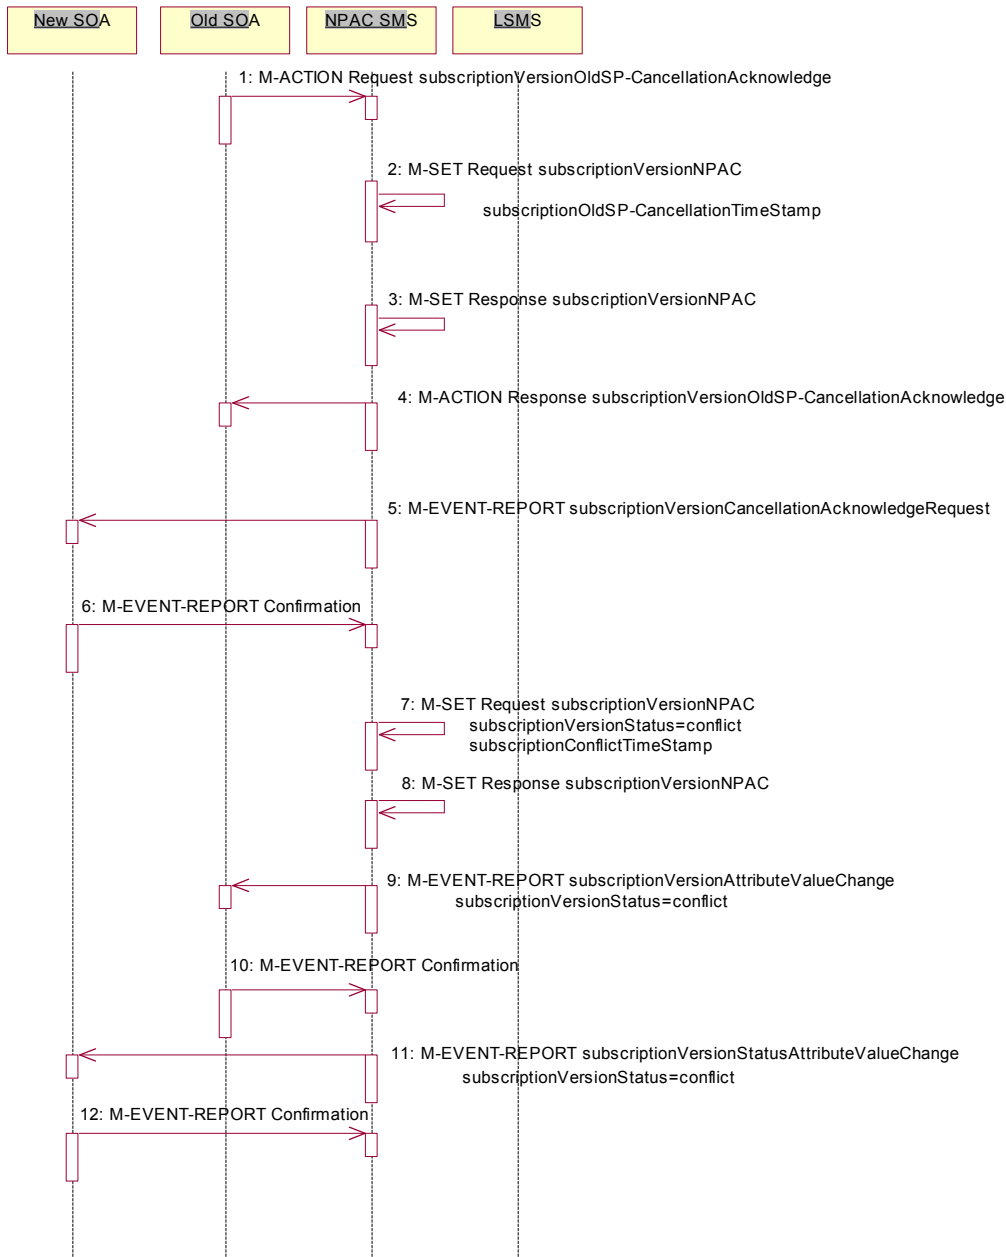 New SOA
Old SOA
NPAC SMS
LSMS
1: M-ACTION Request subscriptionVersionOldSP-CancellationAcknowledge
2: M-SET Request subscriptionVersionNPAC
subscriptionOldSP-CancellationTimeStamp
3: M-SET Response subscriptionVersionNPAC
4: M-ACTION Response subscriptionVersionOldSP-CancellationAcknowledge
5: M-EVENT-REPORT subscriptionVersionCancellationAcknowledgeRequest
6: M-EVENT-REPORT Confirmation
7: M-SET Request subscriptionVersionNPAC
subscriptionVersionStatus=conflict
subscriptionConflictTimeStamp
8: M-SET Response subscriptionVersionNPAC
9: M-EVENT-REPORT subscriptionVersionAttributeValueChange
subscriptionVersionStatus=conflict
10: M-EVENT-REPORT Confirmation
11: M-EVENT-REPORT subscriptionVersionStatusAttributeValueChange
subscriptionVersionStatus=conflict
12: M-EVENT-REPORT Confirmation